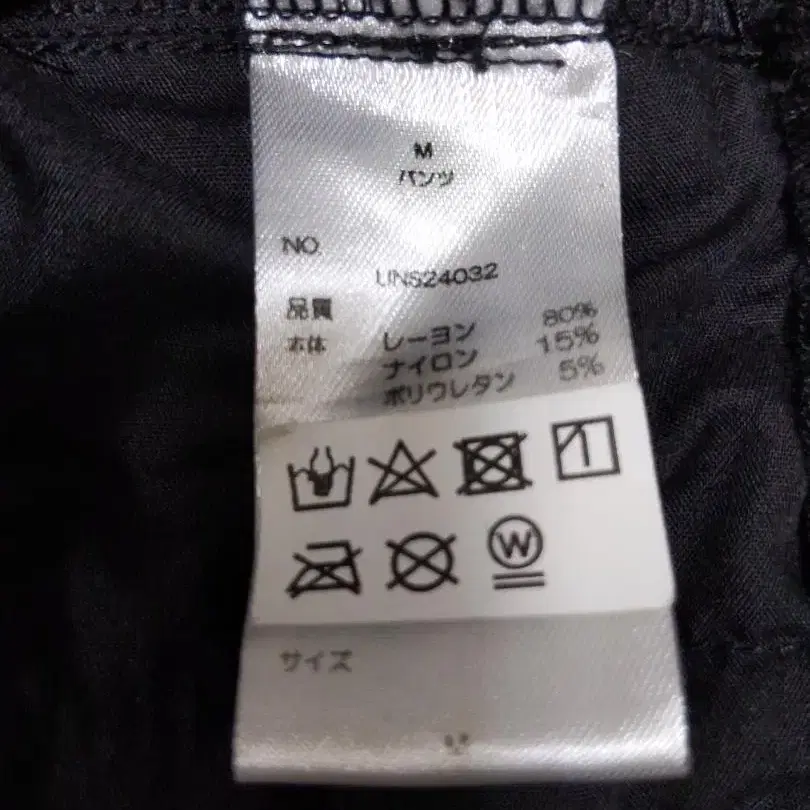 M
パンツ
NO.
UNS24032
品質
本体 レーヨン 80%
ナイロン 15%
ポリウレタン 5%
W
サイズ